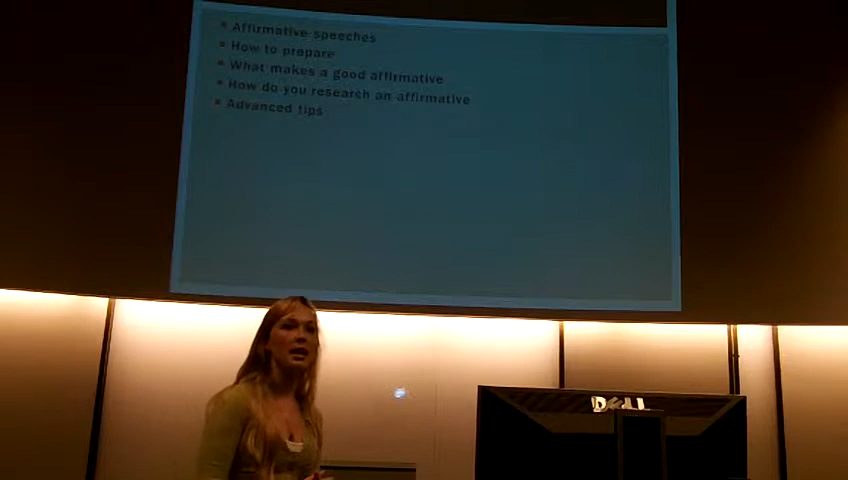 Affirmative speeches
How to prepare
What makes a good affirmative
How do you research an affirmative
Advanced tips
DELL